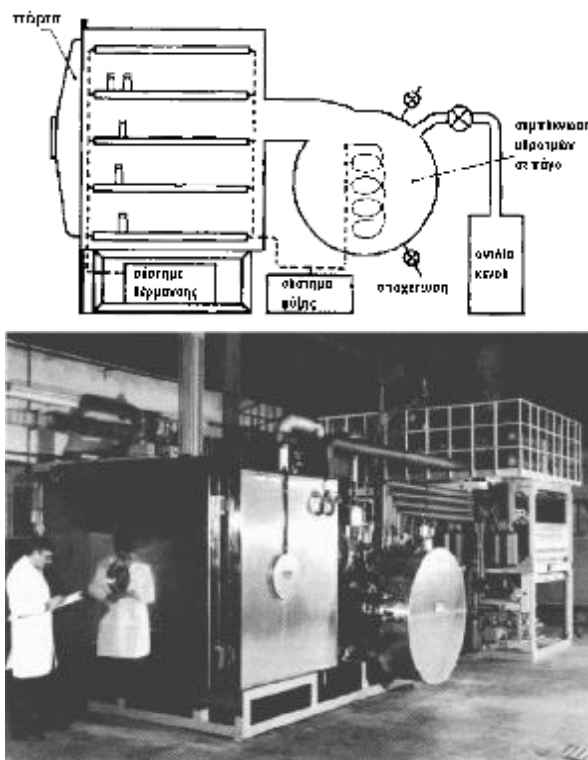 πόρτα
συμπύκνωση
υδρατμών
σε πάγο
αντλία
κενού
σύστημα
θέρμανσης
σύστημα
ψύξης
αποχέτευση